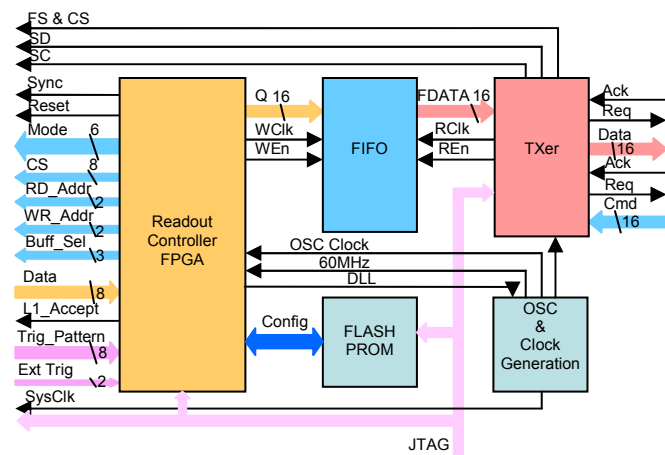 FS & CS
SD
SC
Sync
Reset
Mode 6
CS 8
RD_Addr 2
WR_Addr 2
Buff_Sel 3
Data 8
L1_Accept
Trig_Pattern 8
Ext Trig 2
SysClk
Readout
Controller
FPGA
Q 16
WClk
WEn
FIFO
FDATA 16
RClk
REn
TXer
Ack
Req
Data
16
Ack
Req
Cmd
16
OSC Clock
60MHz
DLL
Config
FLASH
PROM
OSC
&
Clock
Generation
JTAG